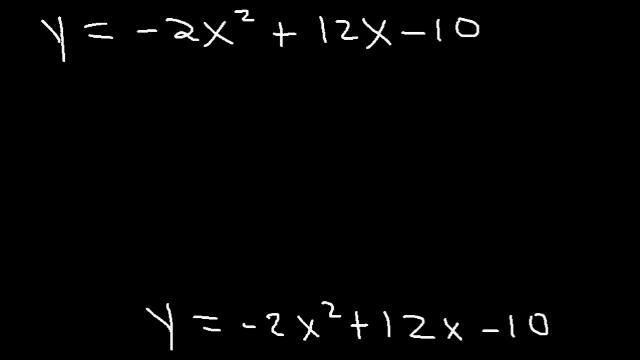 y = -2x² + 12x - 10
y = -2x² + 12x - 10